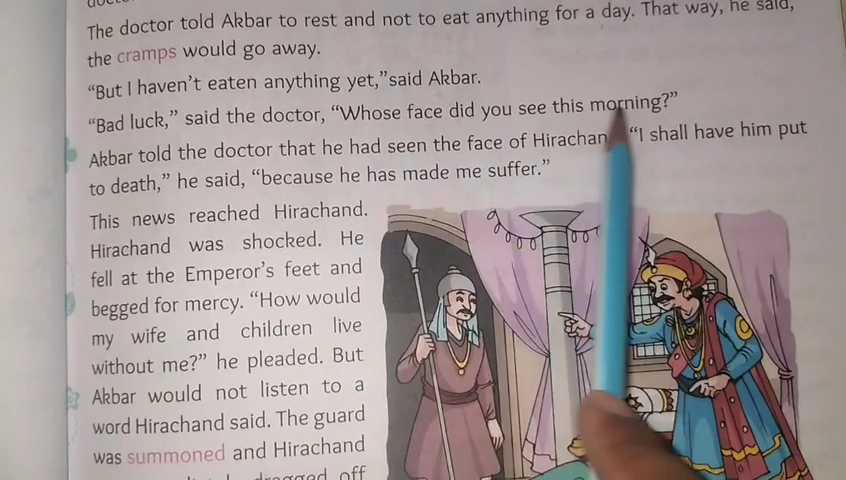 The doctor told Akbar to rest and not to eat anything for a day. That way, he said,
the cramps would go away.
“But I haven't eaten anything yet,”said Akbar.
“Bad luck,” said the doctor, “Whose face did you see this morning?”
Akbar told the doctor that he had seen the face of Hirachan “I shall have him put
to death,” he said, “because he has made me suffer.”
This news reached Hirachand.
Hirachand was shocked. He
fell at the Emperor's feet and
begged for mercy. “How would
my wife and children live
without me?” he pleaded. But
Akbar would not listen to a
word Hirachand said. The guard
was summoned and Hirachand
dragged off